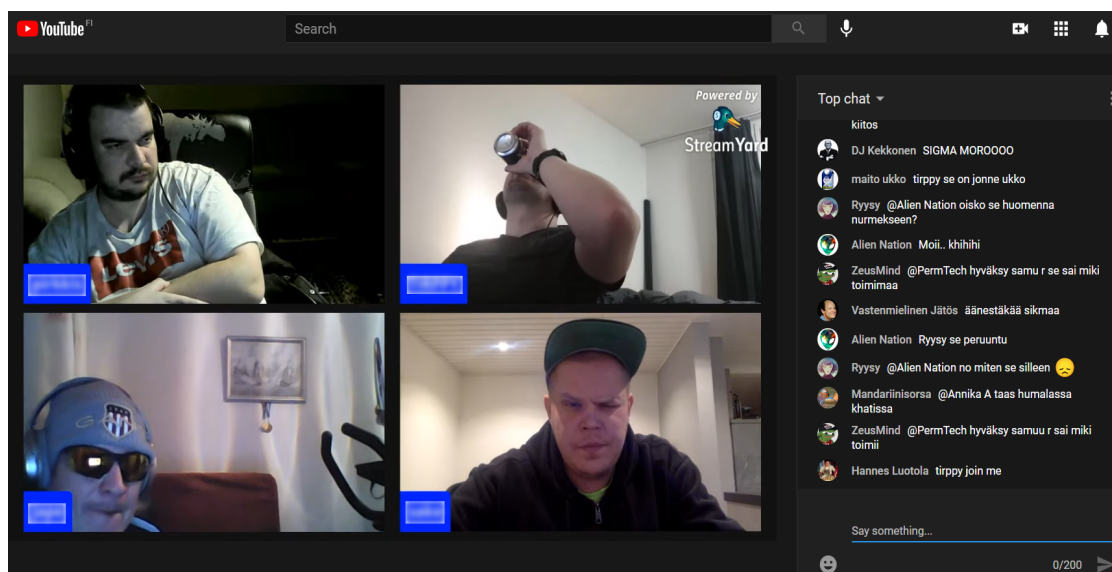 YouTube FI
Search
Powered by
StreamYard
LEVI'S
Top chat
kiitos
DJ Kekkonen SIGMA MOROOOO
maito ukko tirppy se on jonne ukko
Ryysy @Alien Nation oisko se huomenna
nurmekseen?
Alien Nation Moii.. khihihi
ZeusMind @PermTech hyväksy samu r se sai miki
toimimaa
Vastenmielinen Jätös äänestäkää sikmaa
Alien Nation Ryysy se peruuntu
Ryysy @Alien Nation no miten se silleen 😞
Mandariinisorsa @Annika A taas humalassa
khatissa
ZeusMind @PermTech hyväksy samuu r sai miki
toimii
Hannes Luotola tirppy join me
Say something...
0/200